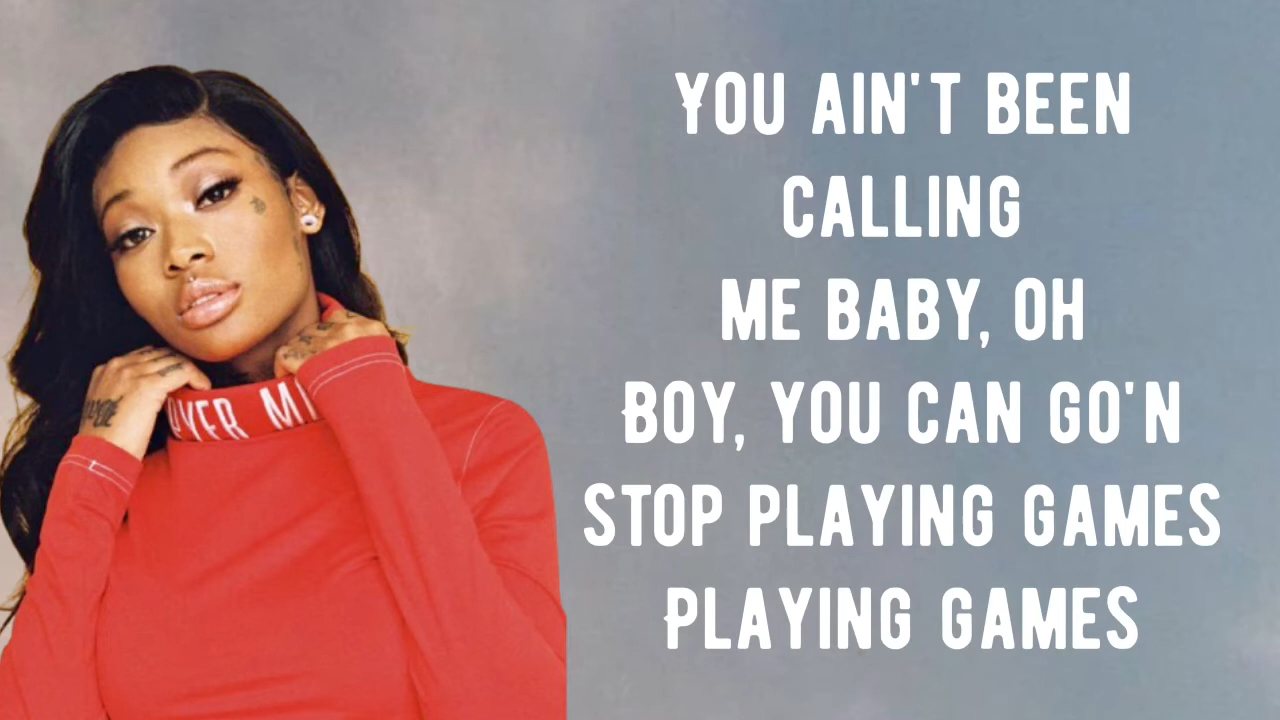 YOU AIN'T BEEN
CALLING
ME BABY, OH
BOY, YOU CAN GO'N
STOP PLAYING GAMES
PLAYING GAMES